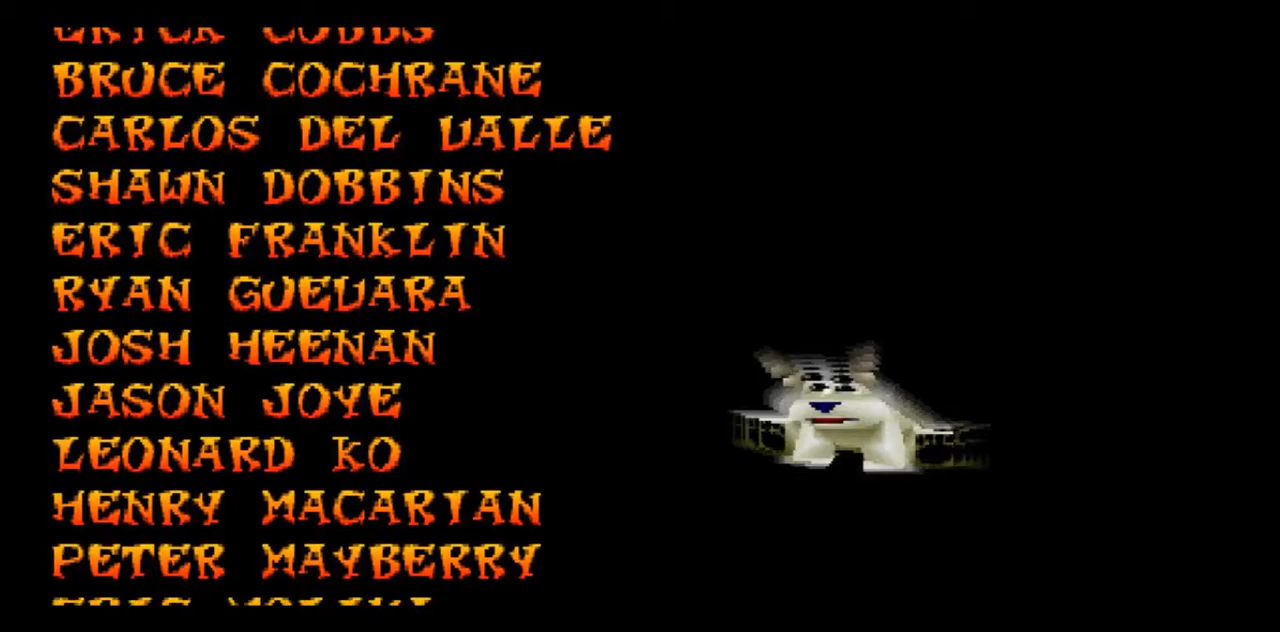 BRUCE COCHRANE
CARLOS DEL VALLE
SHAWN DOBBINS
ERIC FRANKLIN
RYAN GUEVARA
JOSH HEENAN
JASON JOYE
LEONARD KO
HENRY MACARIAN
PETER MAYBERRY